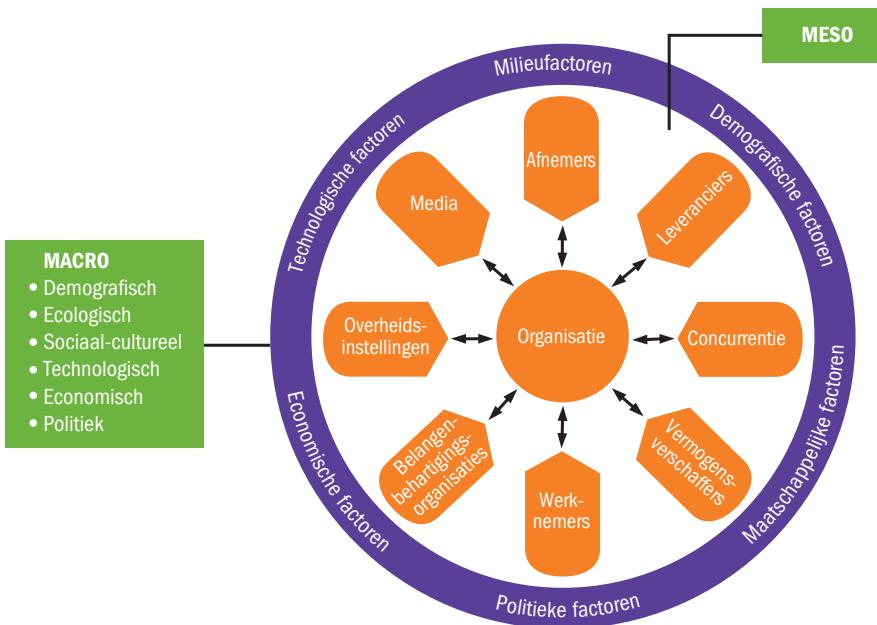 MESO
Milieufactoren
Demografische factoren
Maatschappelijke factoren
Politieke factoren
Economische factoren
Technologische factoren
MACRO
• Demografisch
• Ecologisch
• Sociaal-cultureel
• Technologisch
• Economisch
• Politiek
Afnemers
Leveranciers
Concurrentie
Vermogens-
verschaffers
Werk-
nemers
Belangen-
behartigings-
organisaties
Overheids-
instellingen
Media
Organisatie